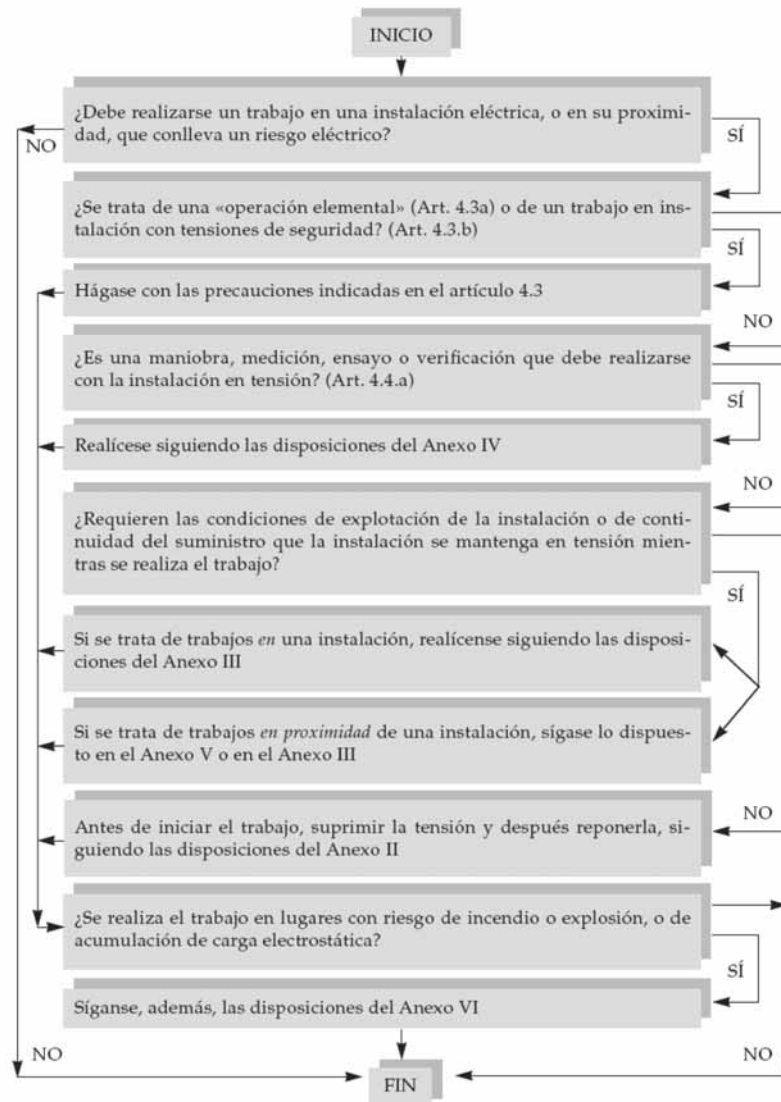 INICIO
¿Debe realizarse un trabajo en una instalación eléctrica, o en su proximi-
dad, que conlleva un riesgo eléctrico?
NO
SÍ
¿Se trata de una «operación elemental» (Art. 4.3a) o de un trabajo en ins-
talación con tensiones de seguridad? (Art. 4.3.b)
SÍ
Hágase con las precauciones indicadas en el artículo 4.3
NO
¿Es una maniobra, medición, ensayo o verificación que debe realizarse
con la instalación en tensión? (Art. 4.4.a)
SÍ
Realícese siguiendo las disposiciones del Anexo IV
NO
¿Requieren las condiciones de explotación de la instalación o de conti-
nuidad del suministro que la instalación se mantenga en tensión mien-
tras se realiza el trabajo?
SÍ
Si se trata de trabajos en una instalación, realícense siguiendo las disposi-
ciones del Anexo III
Si se trata de trabajos en proximidad de una instalación, sígase lo dispues-
to en el Anexo V o en el Anexo III
NO
Antes de iniciar el trabajo, suprimir la tensión y después reponerla, si-
guiendo las disposiciones del Anexo II
¿Se realiza el trabajo en lugares con riesgo de incendio o explosión, o de
acumulación de carga electrostática?
SÍ
Síganse, además, las disposiciones del Anexo VI
NO
NO
FIN